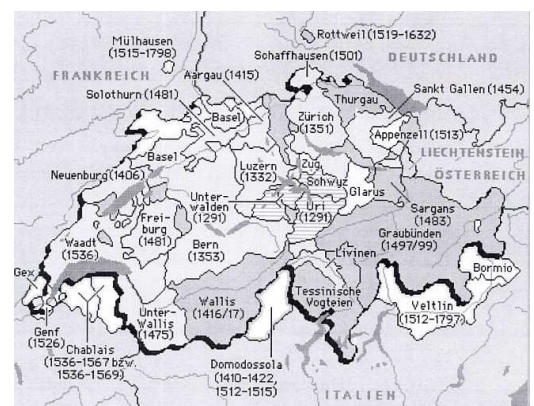 Mülhausen
(1515-1798)
Rottweil (1519-1632)
Schaffhausen (1501)
DEUTSCHLAND
FRANKREICH
Aargau (1415)
Solothurn (1481)
Thurgau
Sankt Gallen (1454)
Basel
Zürich
(1351)
Appenzell (1513)
Basel
LIECHTENSTEIN
Neuenburg (1406)
Luzern
(1332)
Zug
Schwyz
ÖSTERREICH
Glarus
Unter-
walden
(1291)
Uri
(1291)
Sargans
(1483)
Frei-
burg
(481)
Waadt
(1536)
Bern
(1353)
Graubünden
(1497/99)
Livinen
Gex
Bormio
Wallis
(1416/17)
Tessinische
Vogteien
Veltlin
(1512-1797)
Unter-
Wallis
(1475)
Genf
(1526)
Chablais
(1536-1567 bzw.
1536-1569)
Domodossola
(1410-1422,
1512-1515)
ITALIEN